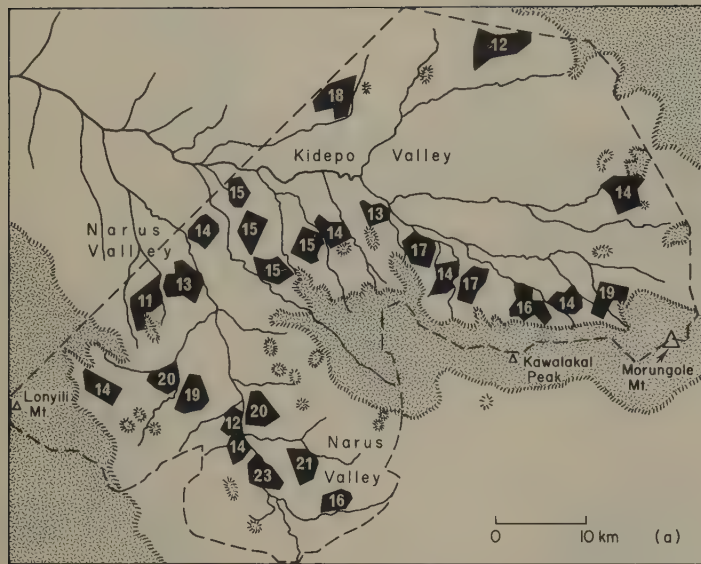 12
18
Kidepo Valley
14
15
13
Narus
Valley
14
15
15
14
17
15
14
17
13
11
16
14
19
20
14
19
Kawalakal
Peak
Morungole
Mt.
Lonyili
Mt.
12
20
14
Narus
23
21
Valley
16
0 10 km (a)